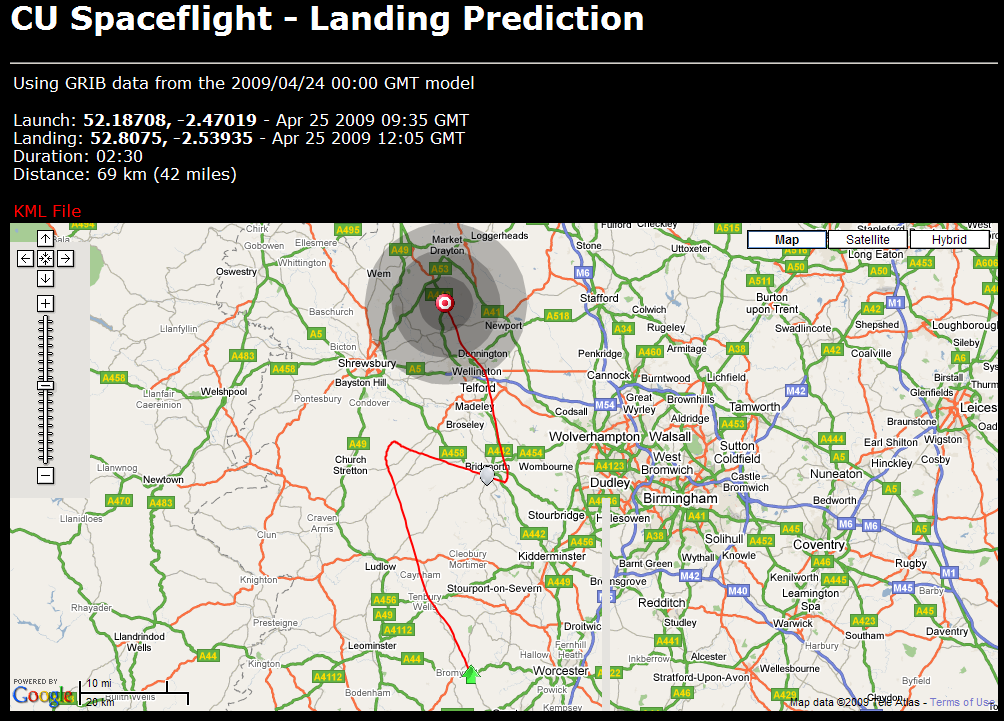 CU Spaceflight - Landing Prediction
Using GRIB data from the 2009/04/24 00:00 GMT model
Launch: 52.18708, -2.47019 - Apr 25 2009 09:35 GMT
Landing: 52.8075, -2.53935 - Apr 25 2009 12:05 GMT
Duration: 02:30
Distance: 69 km (42 miles)
KML File
Map Satellite Hybrid
Chirk
A495
Market
Drayton
Loggerheads
Stone
A515
Gobowen
Ellesmere
Whittington
A49
Uttoxeter
Long Eaton
A453
A50
A50
Oswestry
Wem
A53
M6
A511
Burton
upon Trent
M1
A42
Shepshed
Loughborough
Baschurch
A41
Stafford
Colwich
Llanfyllin
A5
Newport
A518
A34
Rugeley
Swadlincote
Sileby
Bicton
A483
Donnington
Penkridge
A460
Armitage
A38
A42
Coalville
A6
Shrewsbury
A5
Wellington
A458
A458
Bayston Hill
Telford
Cannock
Burntwood
Lichfield
Birstall
Llanfair
Caereinion
Welshpool
Pontesbury
Condover
Madeley
Codsall
M54
Great
Wyrley
Brownhills
M42
Glenfields
Tamworth
Aldridge
Broseley
A453
Braunstone
Wolverhampton
Walsall
A444
Earl Shilton
Wigston
A49
Church
Stretton
A458
A442
A454
Wombourne
A4123
West
Bromwich
Sutton
Coldfield
A5
Hinckley
Cosby
Llanwnog
Newtown
Dudley
Castle
Bromwich
Nuneaton
A5
A470
A483
Birmingham
Bedworth
Llanidloes
Craven
Arms
Stourbridge
A41
M6
M6
A5
Clun
A442
A456
A38
Solihull
A452
A45
Coventry
Kidderminster
Wythall
Knowle
A46
Rugby
M1
Ludlow
Cleobury
Mortimer
Caynham
Barnt Green
M42
Kenilworth
A445
Knighton
A449
Stourport-on-Severn
M40
Leamington
Spa
M45
Barby
Rhayader
A456
Tenbury
Wells
Redditch
A45
A49
Presteigne
A4112
Studley
Warwick
A423
Southam
Daventry
Llandrindod
Wells
Leominster
Fernhill
Heath
A441
Harbury
A44
A44
Hallow
Inkberrow
Alcester
Kington
Worcester
Wellesbourne
A4112
Stratford-Upon-Avon
Byfield
Bodenham
Powick
Kempsey
A46
A429
POWERED BY
Google
10 mi
20 km
Map data ©2009 Tele Atlas - Terms of Use